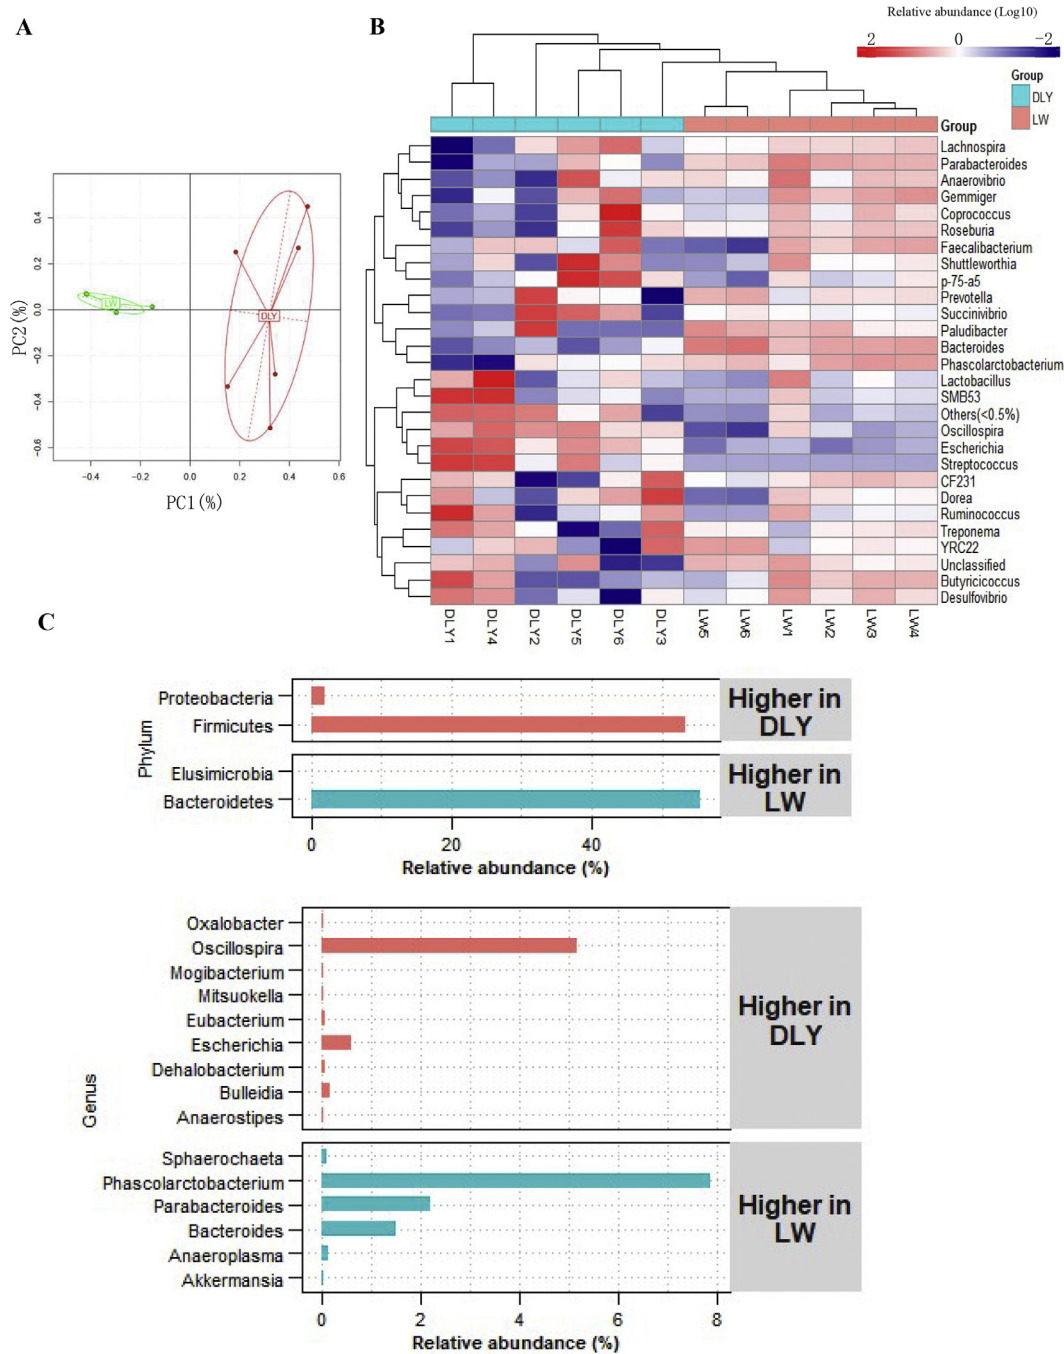 A
B
Relative abundance (Log10)
2
0
-2
Group
DLY
LW
Group
Lachnospira
Parabacteroides
Anaerovibrio
Gemmiger
Coprococcus
Roseburia
Faecalibacterium
Shuttleworthia
p-75-a5
Prevotella
Succinivibrio
Paludibacter
Bacteroides
Phascolarctobacterium
Lactobacillus
SMB53
Others(<0.5%)
Oscillospira
Escherichia
Streptococcus
CF231
Dorea
Ruminococcus
Treponema
YRC22
Unclassified
Butyricicoccus
Desulfovibrio
DLY1
DLY4
DLY2
DLY5
DLY6
DLY3
LW5
LW6
LW1
LW2
LW3
LW4
PC2(%)
0.4
0.2
0.0
-0.2
-0.4
-0.6
LW
DLY
-0.4
-0.2
0.0
0.2
0.4
0.6
PC1(%)
C
Phylum
Proteobacteria
Firmicutes
Higher in
DLY
Elusimicrobia
Bacteroidetes
Higher in
LW
0
20
40
Relative abundance (%)
Genus
Oxalobacter
Oscillospira
Mogibacterium
Mitsuokella
Eubacterium
Escherichia
Dehalobacterium
Bulleidia
Anaerostipes
Higher in
DLY
Sphaerochaeta
Phascolarctobacterium
Parabacteroides
Bacteroides
Anaeroplasma
Akkermansia
Higher in
LW
0
2
4
6
8
Relative abundance (%)